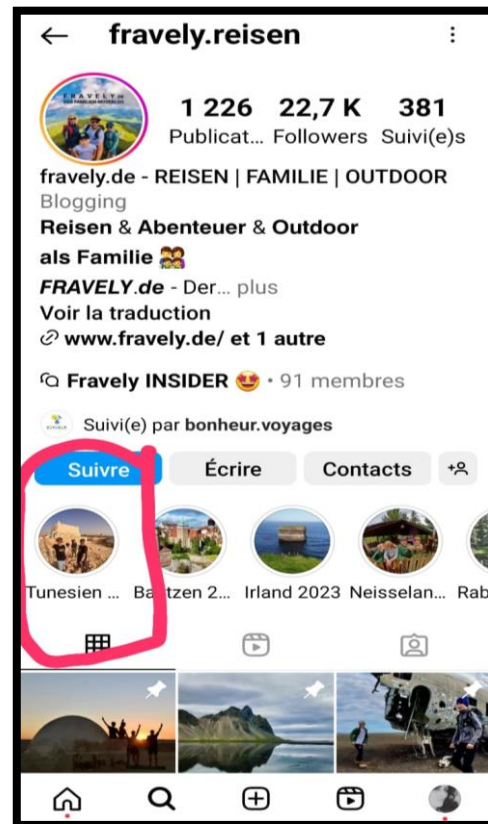 fravely.reisen
FRAVELY.de
1 226 22,7 K 381
Publicat... Followers Suivi(e)s
fravely.de - REISEN | FAMILIE | OUTDOOR
Blogging
Reisen & Abenteuer & Outdoor
als Familie 👨‍👩‍👧‍👦
FRAVELY.de - Der... plus
Voir la traduction
www.fravely.de/ et 1 autre
Fravely INSIDER 🤩 • 91 membres
Suivi(e) par bonheur.voyages
Suivre Écrire Contacts
Tunesien ... Bautzen 2... Irland 2023 Neisselan... Rab